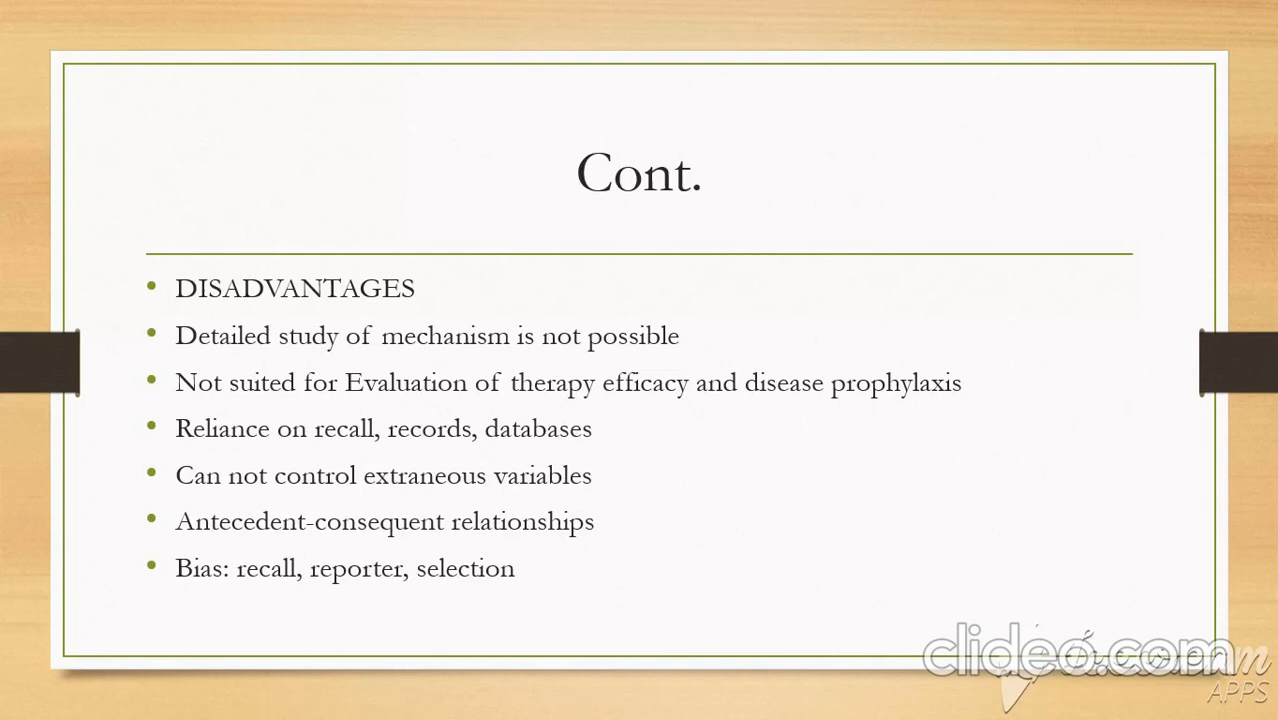 Cont.
DISADVANTAGES
Detailed study of mechanism is not possible
Not suited for Evaluation of therapy efficacy and disease prophylaxis
Reliance on recall, records, databases
Can not control extraneous variables
Antecedent-consequent relationships
Bias: recall, reporter, selection
clideo.com
APPS